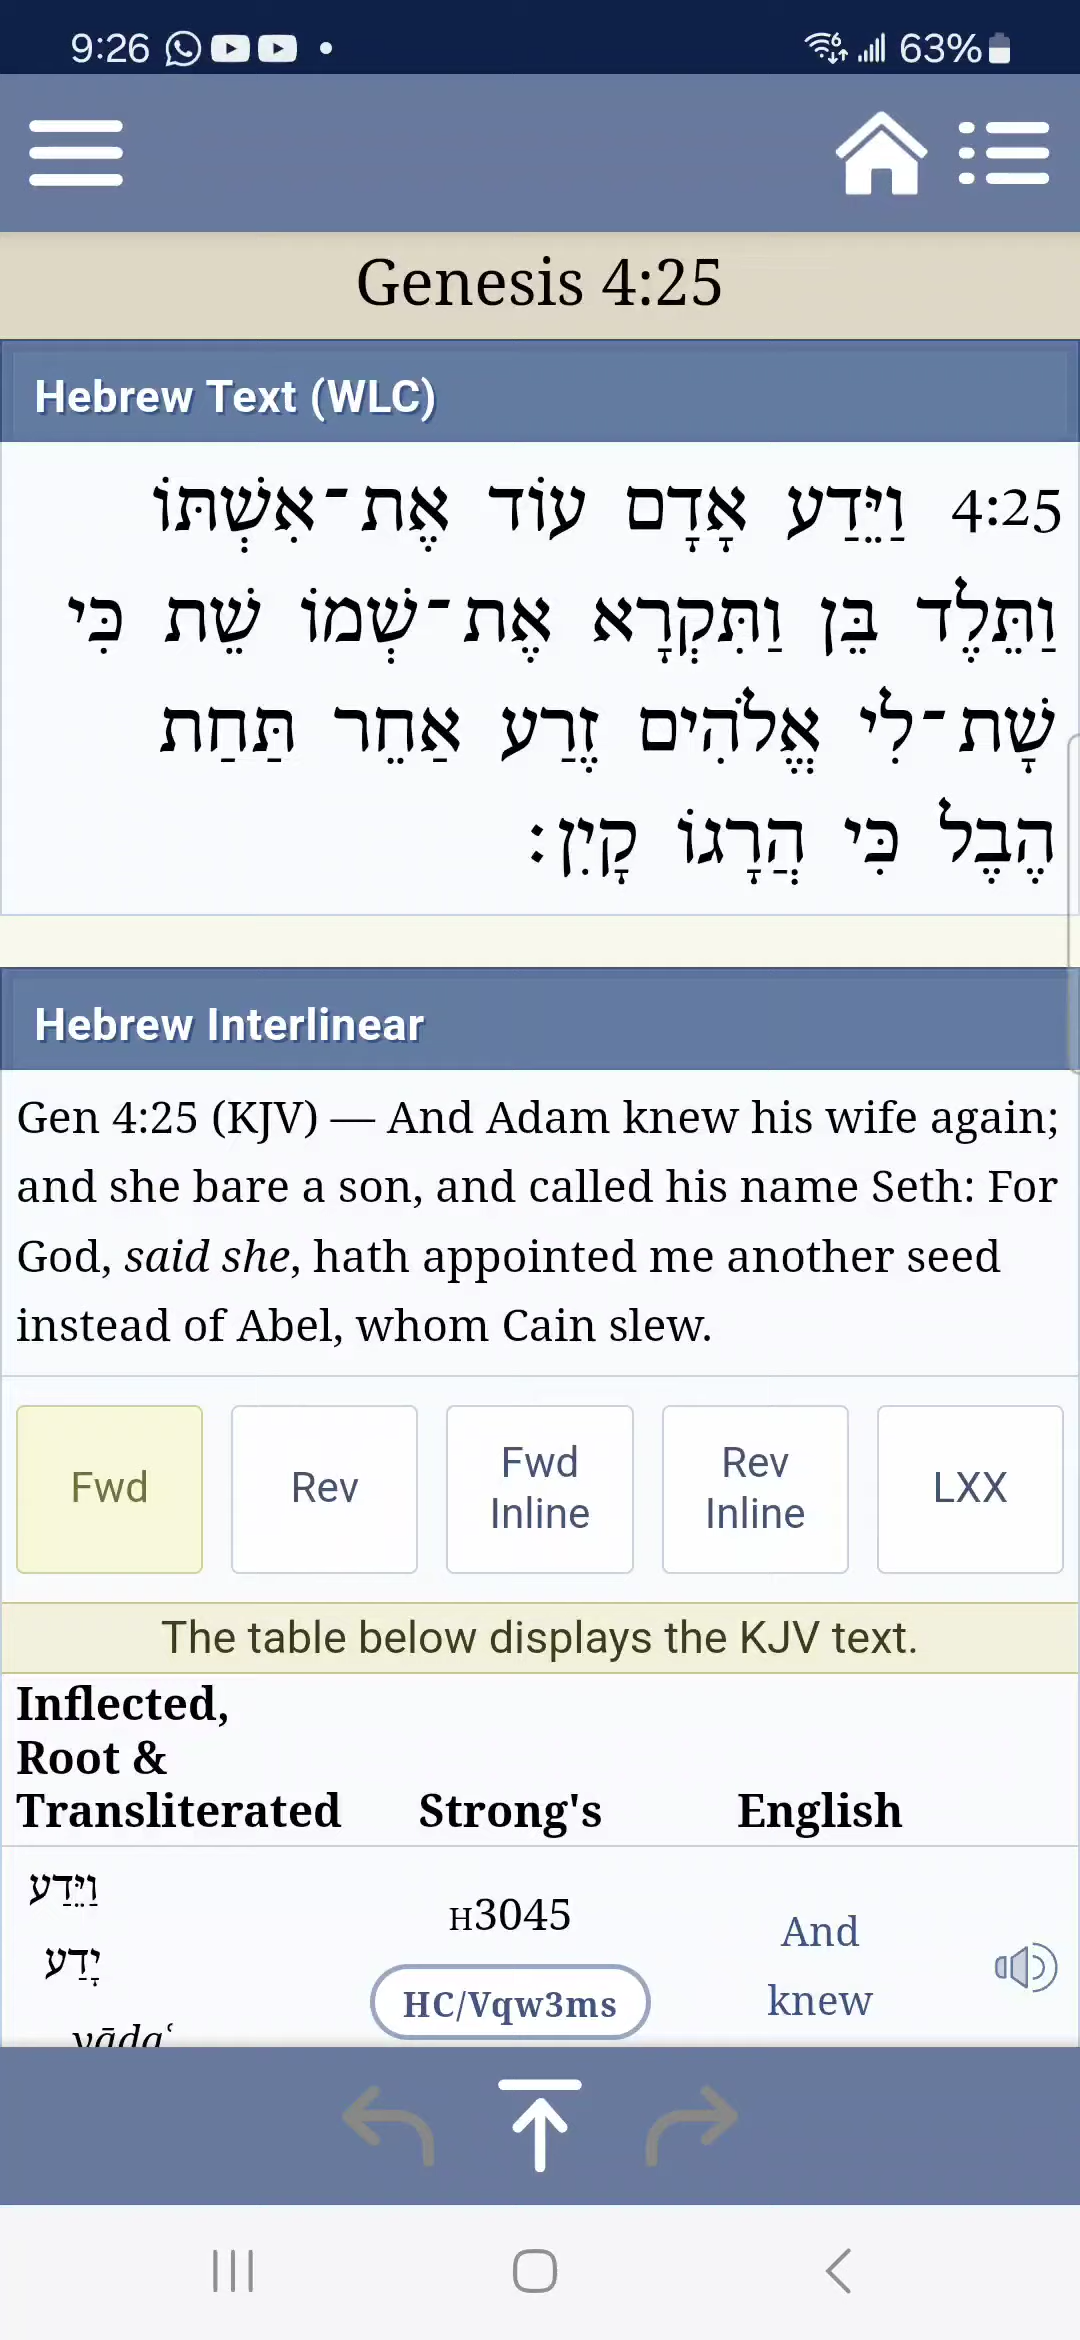 9:26
63%
Genesis 4:25
Hebrew Text (WLC)
4:25 וַיֵּדַע אָדָם עוֹד אֶת־אִשְׁתּוֹ
וַתֵּלֶד בֵּן וַתִּקְרָא אֶת־שְׁמוֹ שֵׁת כִּי
שָׁת־לִי אֱלֹהִים זֶרַע אַחֵר תַּחַת
הֶבֶל כִּי הֲרָגוֹ קָיִן׃
Hebrew Interlinear
Gen 4:25 (KJV) — And Adam knew his wife again;
and she bare a son, and called his name Seth: For
God, said she, hath appointed me another seed
instead of Abel, whom Cain slew.
Fwd Rev Fwd Inline Rev Inline LXX
The table below displays the KJV text.
Inflected,
Root &
Transliterated Strong's English
וַיֵּדַע
יָדַע
yāḏaʿ
H3045
HC/Vqw3ms
And
knew